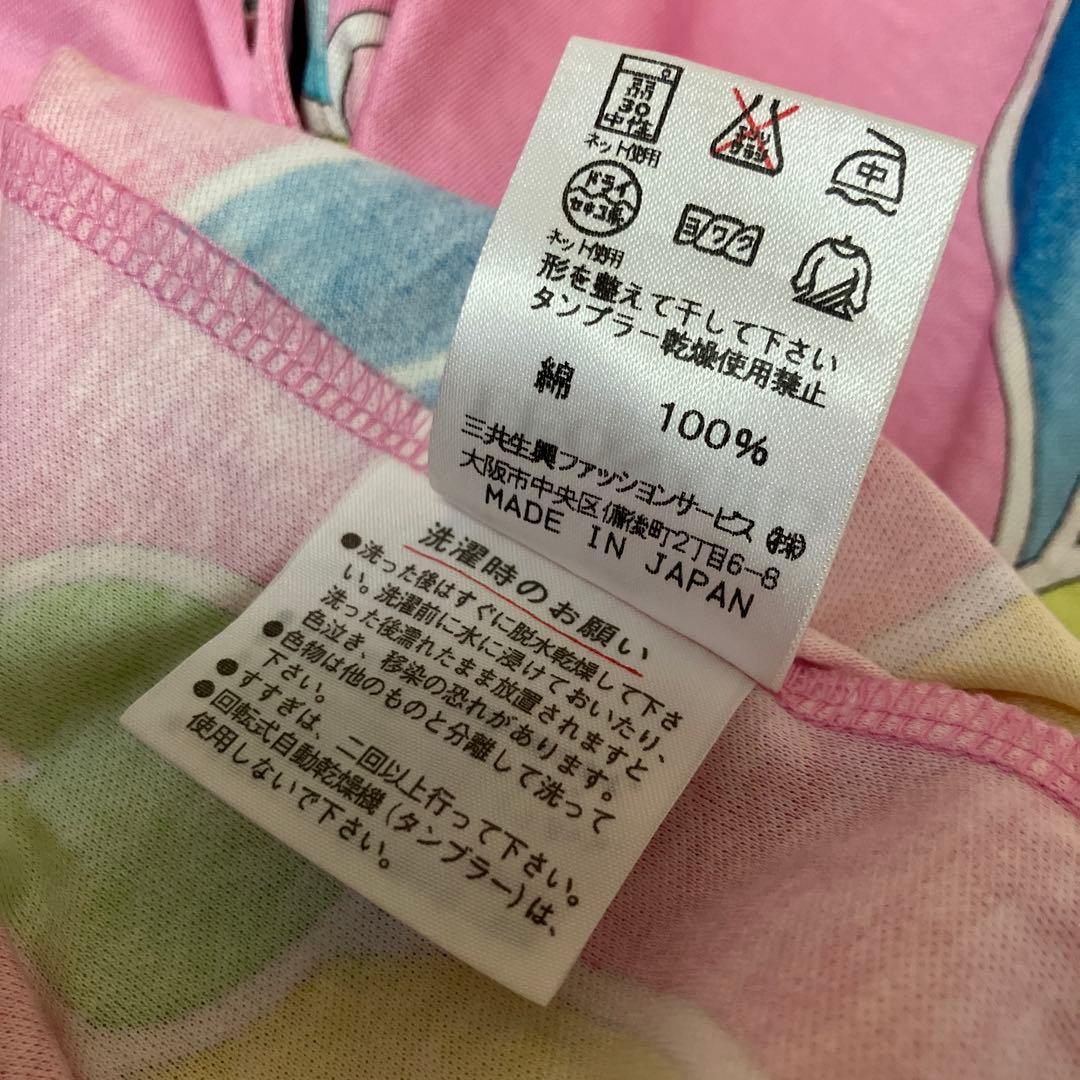 弱
30
中性
ネット使用
エンソ
サラシ
中
ドライ
セキユ系
ネット使用
ヨワク
形を整えて干して下さい
タンブラー乾燥使用禁止
綿 100%
三共生興ファッションサービス㈱
大阪市中央区備後町2丁目6-8
MADE IN JAPAN
洗濯時のお願い
●洗った後はすぐに脱水乾燥して下さ
い。洗濯前に水に浸けておいたり、
洗った後濡れたまま放置されますと
色泣き、移染の恐れがあります。
●色物は他のものと分離して洗って
下さい。
●すすぎは、二回以上行って下さい。
●回転式自動乾燥機(タンブラー)は、
使用しないで下さい。